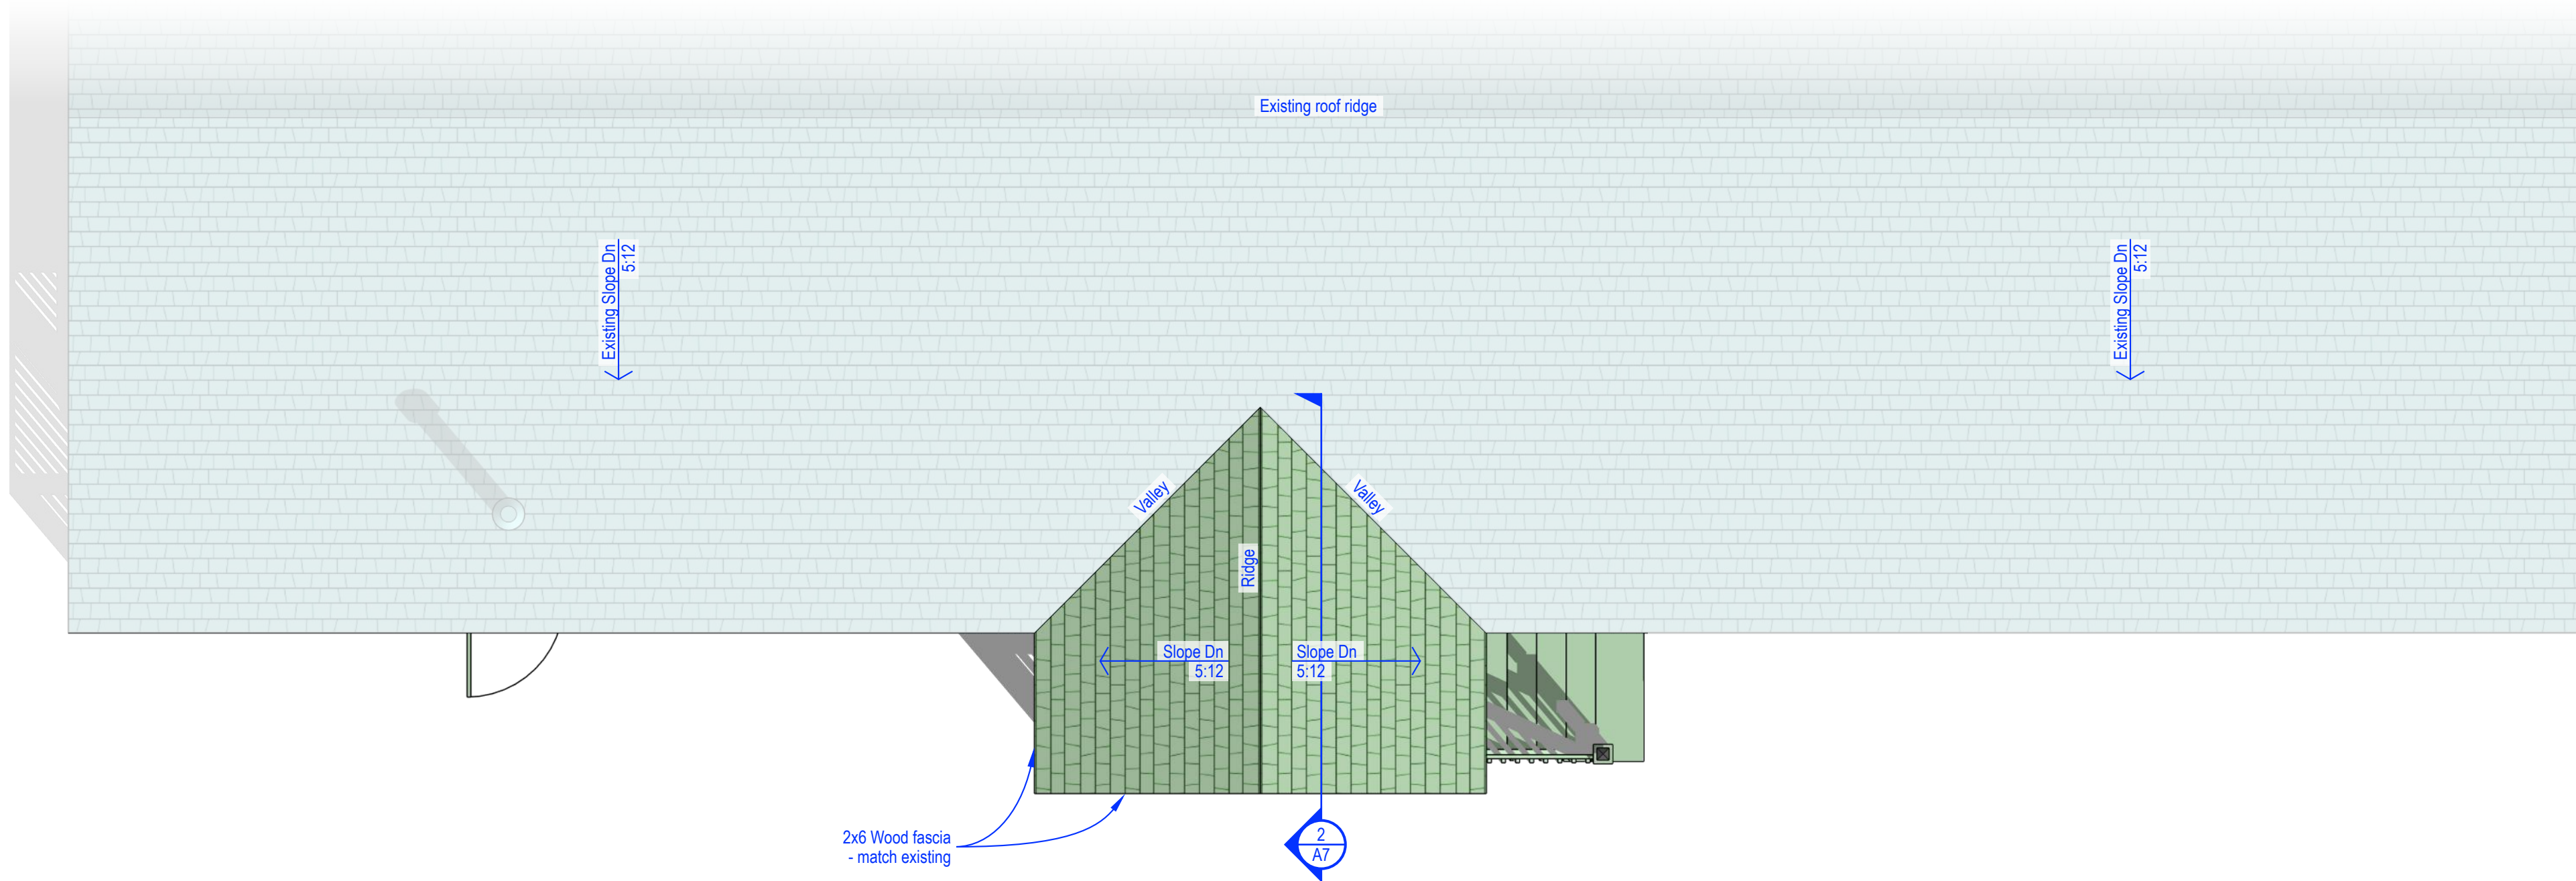 Existing roof ridge
Existing Slope Dn
5:12
Existing Slope Dn
5:12
Valley
Valley
Ridge
Slope Dn
5:12
Slope Dn
5:12
2x6 Wood fascia
- match existing
2
A7